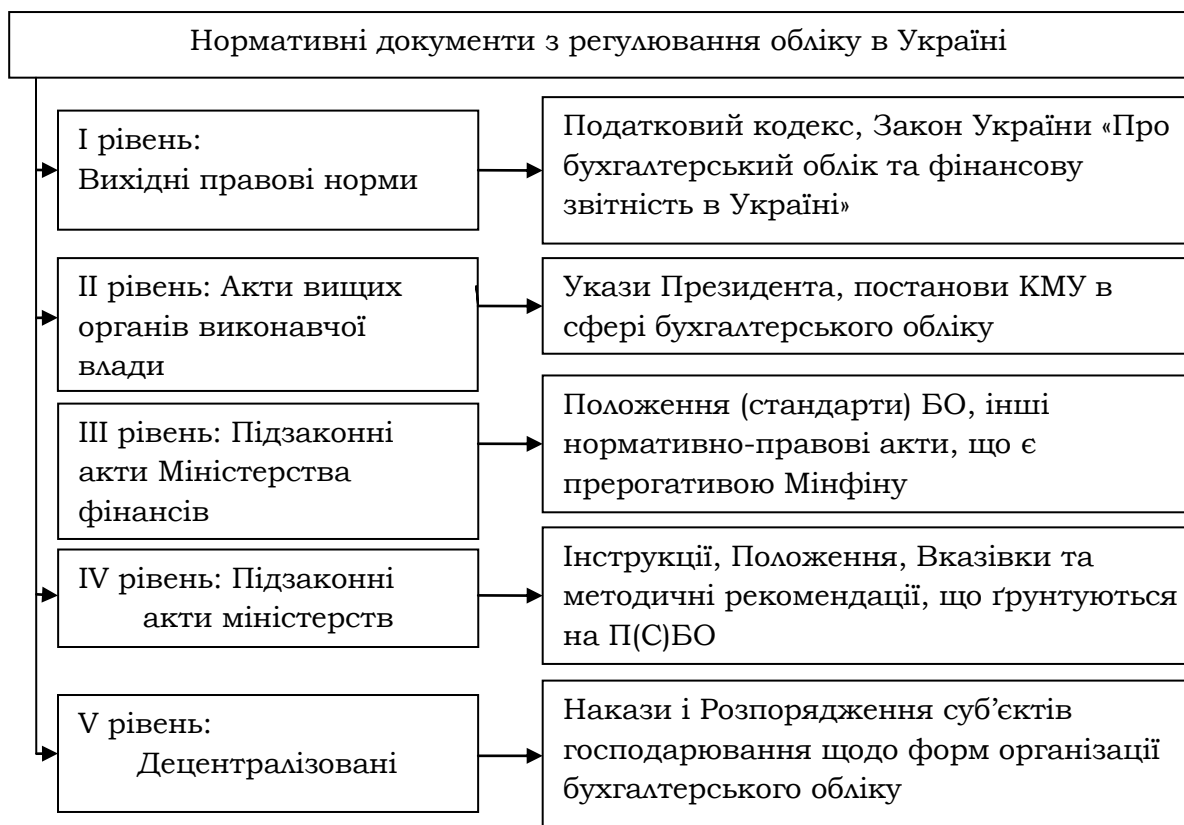 Нормативні документи з регулювання обліку в Україні
І рівень:
Вихідні правові норми
Податковий кодекс, Закон України «Про
бухгалтерський облік та фінансову
звітність в Україні»
ІІ рівень: Акти вищих
органів виконавчої
влади
Укази Президента, постанови КМУ в
сфері бухгалтерського обліку
ІІІ рівень: Підзаконні
акти Міністерства
фінансів
Положення (стандарти) БО, інші
нормативно-правові акти, що є
прерогативою Мінфіну
IV рівень: Підзаконні
акти міністерств
Інструкції, Положення, Вказівки та
методичні рекомендації, що ґрунтуються
на П(С)БО
V рівень:
Децентралізовані
Накази і Розпорядження суб’єктів
господарювання щодо форм організації
бухгалтерського обліку